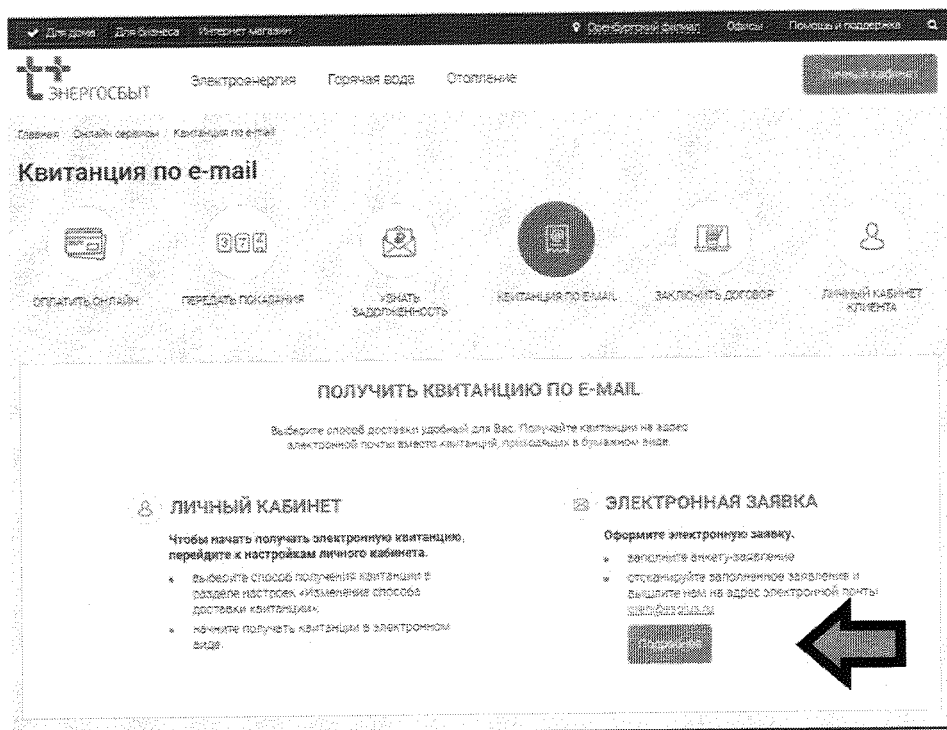 Для дома Для бизнеса Интернет магазин Оренбургский филиал Офисы Помощь и поддержка
ЭНЕРГОСБЫТ Электроэнергия Горячая вода Отопление Личный кабинет
Главная Онлайн сервисы Квитанция по e-mail
Квитанция по e-mail
374
ОПЛАТИТЬ ОНЛАЙН ПЕРЕДАТЬ ПОКАЗАНИЯ УЗНАТЬ ЗАДОЛЖЕННОСТЬ КВИТАНЦИЯ ПО E-MAIL ЗАКЛЮЧИТЬ ДОГОВОР ЛИЧНЫЙ КАБИНЕТ КЛИЕНТА
ПОЛУЧИТЬ КВИТАНЦИЮ ПО E-MAIL
Выберите способ доставки удобный для Вас. Получайте квитанции на адрес
электронной почты вместо квитанций, приходящих в бумажном виде.
ЛИЧНЫЙ КАБИНЕТ
Чтобы начать получать электронную квитанцию,
перейдите к настройкам личного кабинета.
выберите способ получения квитанции в
разделе настроек «Изменение способа
доставки квитанции»;
начните получать квитанции в электронном
виде.
ЭЛЕКТРОННАЯ ЗАЯВКА
Оформите электронную заявку.
заполните анкету-заявление
отсканируйте заполненное заявление и
вышлите нам на адрес электронной почты
Подробнее